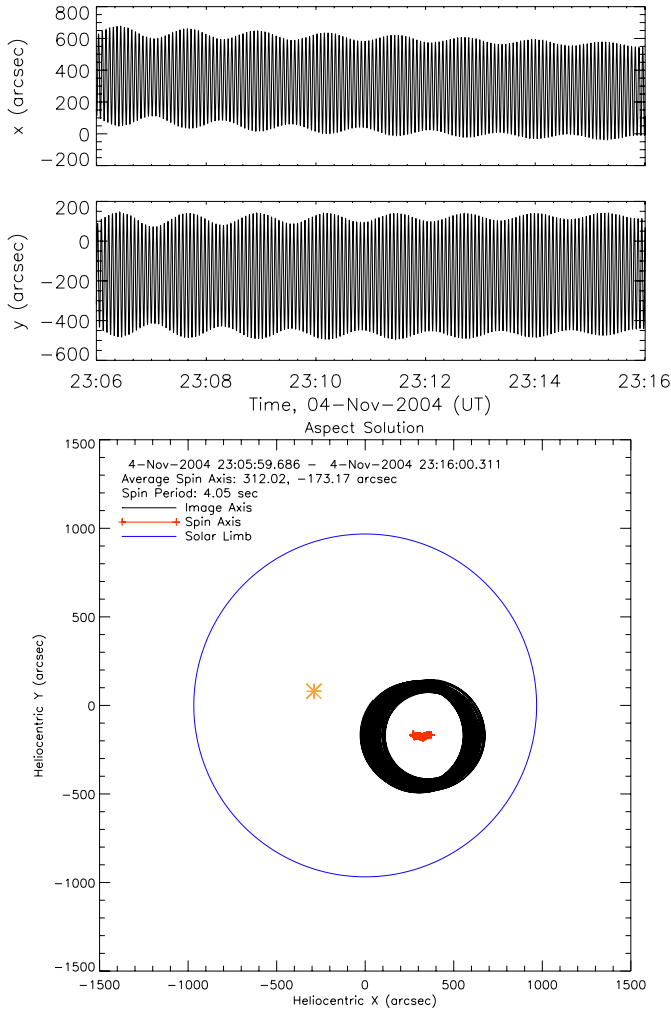 800
600
400
200
0
−200
x (arcsec)
200
0
−200
−400
−600
y (arcsec)
23:06 23:08 23:10 23:12 23:14 23:16
Time, 04−Nov−2004 (UT)
Aspect Solution
1500
1000
500
0
−500
−1000
−1500
Heliocentric Y (arcsec)
4−Nov−2004 23:05:59.686 − 4−Nov−2004 23:16:00.311
Average Spin Axis: 312.02, −173.17 arcsec
Spin Period: 4.05 sec
Image Axis
Spin Axis
Solar Limb
−1500 −1000 −500 0 500 1000 1500
Heliocentric X (arcsec)